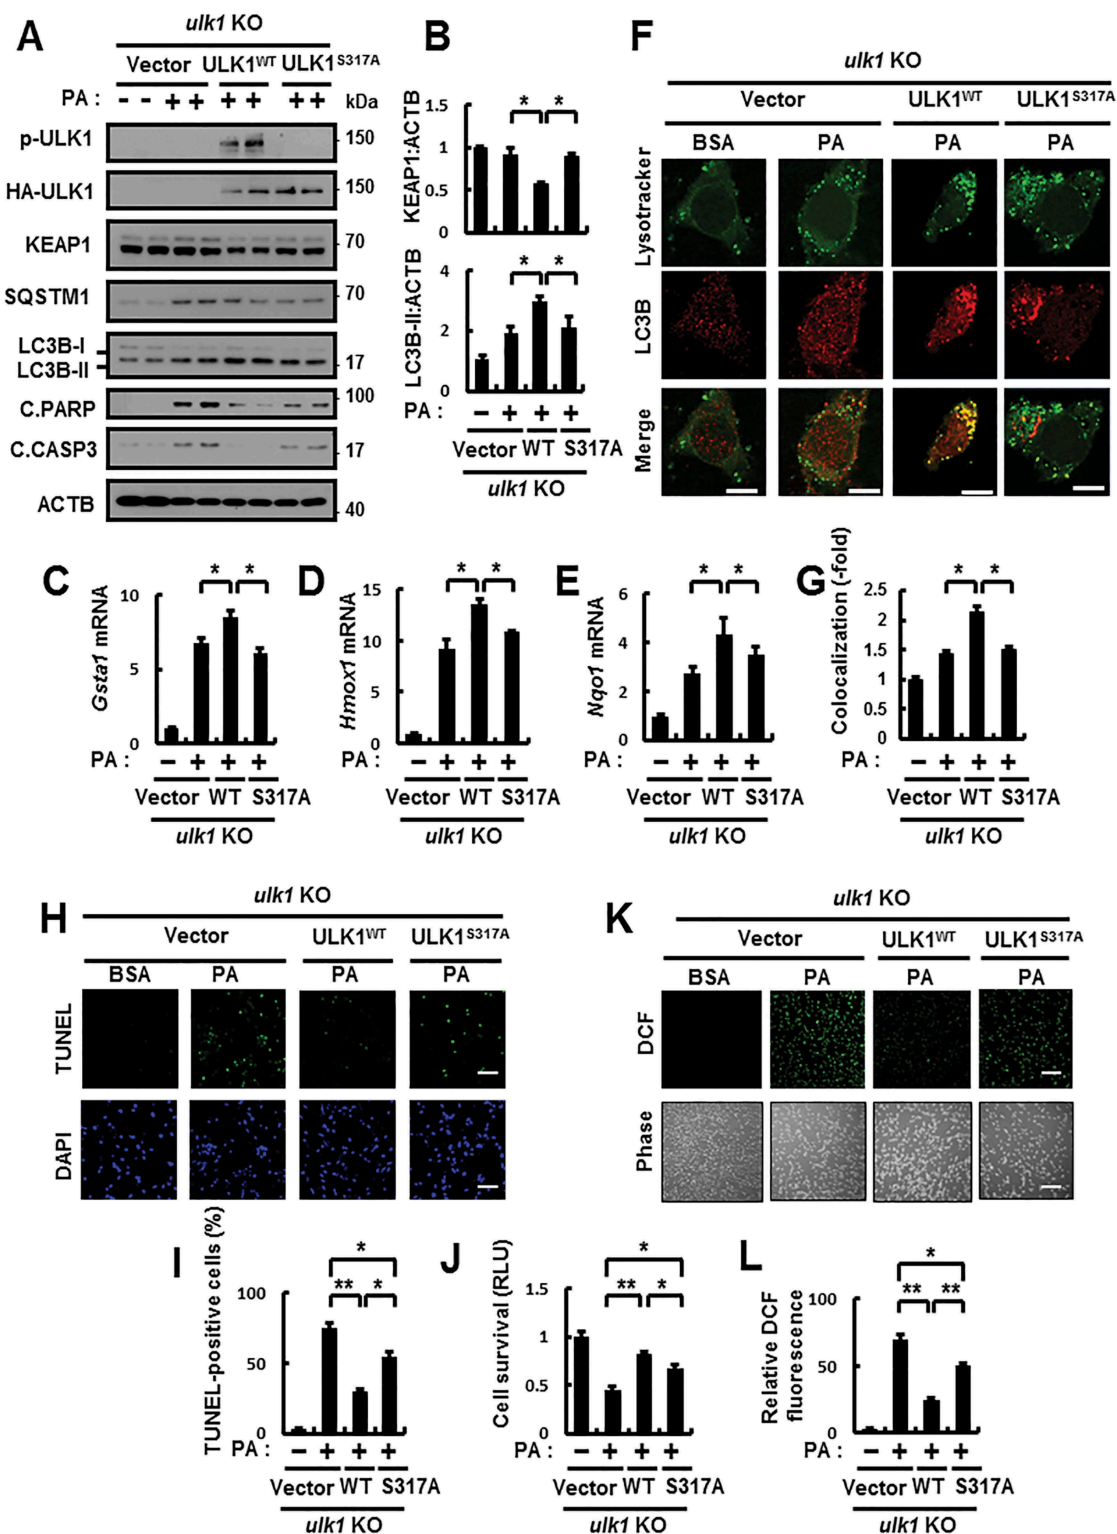 A
ulk1 KO
Vector ULK1WT ULK1S317A
PA : − − + + + + + + kDa
p-ULK1 150
HA-ULK1 150
KEAP1 70
SQSTM1 70
LC3B-I
LC3B-II 17
C.PARP 100
C.CASP3 17
ACTB 40
B
KEAP1:ACTB
1.5
1
0.5
0
* *
LC3B-II:ACTB
4
2
0
* *
PA : − + + +
Vector WT S317A
ulk1 KO
F
ulk1 KO
Vector ULK1WT ULK1S317A
BSA PA PA PA
Lysotracker
LC3B
Merge
C
Gsta1 mRNA
10
5
0
* *
PA : − + + +
Vector WT S317A
ulk1 KO
D
Hmox1 mRNA
15
10
5
0
* *
PA : − + + +
Vector WT S317A
ulk1 KO
E
Nqo1 mRNA
6
4
2
0
* *
PA : − + + +
Vector WT S317A
ulk1 KO
G
Colocalization (-fold)
2.5
2
1.5
1
0.5
0
* *
PA : − + + +
Vector WT S317A
ulk1 KO
H
ulk1 KO
Vector ULK1WT ULK1S317A
BSA PA PA PA
TUNEL
DAPI
K
ulk1 KO
Vector ULK1WT ULK1S317A
BSA PA PA PA
DCF
Phase
I
TUNEL-positive cells (%)
100
50
0
*
** *
PA : − + + +
Vector WT S317A
ulk1 KO
J
Cell survival (RLU)
1.5
1
0.5
0
*
** *
PA : − + + +
Vector WT S317A
ulk1 KO
L
Relative DCF
fluorescence
100
50
0
*
** **
PA : − + + +
Vector WT S317A
ulk1 KO